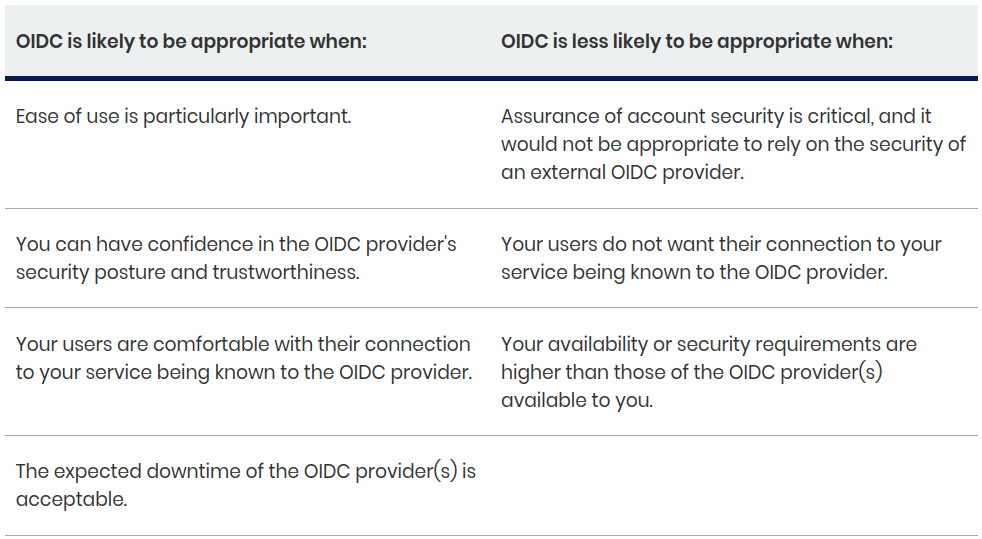 OIDC is likely to be appropriate when:
OIDC is less likely to be appropriate when:
Ease of use is particularly important.
Assurance of account security is critical, and it
would not be appropriate to rely on the security of
an external OIDC provider.
You can have confidence in the OIDC provider's
security posture and trustworthiness.
Your users do not want their connection to your
service being known to the OIDC provider.
Your users are comfortable with their connection
to your service being known to the OIDC provider.
Your availability or security requirements are
higher than those of the OIDC provider(s)
available to you.
The expected downtime of the OIDC provider(s) is
acceptable.